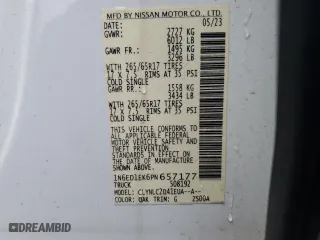 MFD BY NISSAN MOTOR CO., LTD.
05/23
GVWR: 2727 KG
6012 LB
GAWR FR: 1495 KG
3296 LB
WITH 265/65R17 TIRES
17 X 7.5 RIMS AT 35 PSI
COLD SINGLE
GAWR RR: 1558 KG
3434 LB
WITH 265/65R17 TIRES
17 X 7.5 RIMS AT 35 PSI
COLD SINGLE
THIS VEHICLE CONFORMS TO ALL
APPLICABLE FEDERAL MOTOR
VEHICLE SAFETY AND THEFT
PREVENTION STANDARDS IN
EFFECT ON THE DATE OF
MANUFACTURE SHOWN ABOVE.
1N6ED1EK6PN657177
TRUCK 508192
MODEL: CLYNLCZD41EUA--A--
COLOR: QAK TRIM: G 2500A